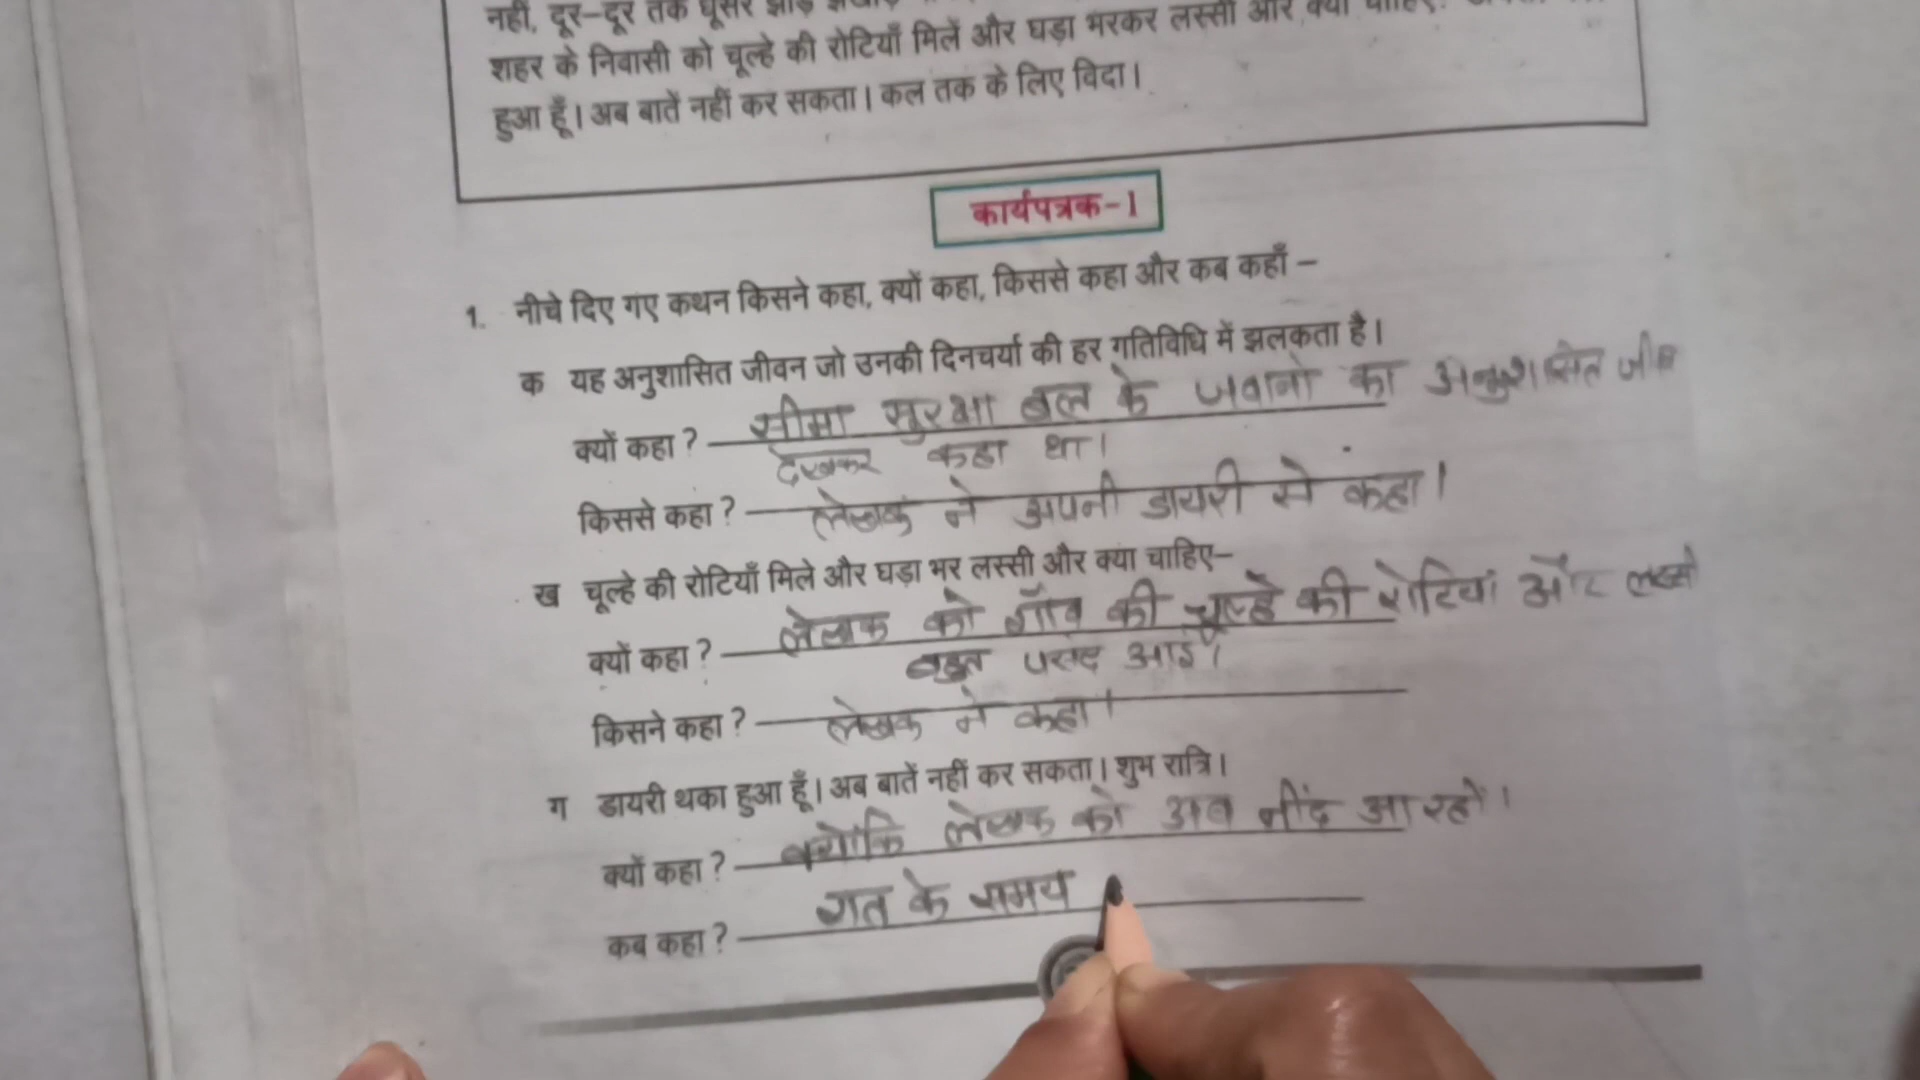 नहीं, दूर-दूर तक धूसर झाड़
शहर के निवासी को चूल्हे की रोटियाँ मिलें और घड़ा भरकर लस्सी और क्या चाहिए
हुआ हूँ। अब बातें नहीं कर सकता। कल तक के लिए विदा।
कार्यपत्रक-1
1. नीचे दिए गए कथन किसने कहा, क्यों कहा, किससे कहा और कब कहाँ –
क यह अनुशासित जीवन जो उनकी दिनचर्या की हर गतिविधि में झलकता है।
क्यों कहा? सीमा सुरक्षा बल के जवानो का अनुशासित
देखकर कहा था।
किससे कहा? लेखक ने अपनी डायरी से कहा।
ख चूल्हे की रोटियाँ मिले और घड़ा भर लस्सी और क्या चाहिए–
क्यों कहा? लेखक को गाँव की चूल्हे की रोटियां और लस्सी
बहुत पसंद आई।
किसने कहा? लेखक ने कहा।
ग डायरी थका हुआ हूँ। अब बातें नहीं कर सकता। शुभ रात्रि।
क्यों कहा? क्योकि लेखक को अब नींद आ रही।
कब कहा? रात के समय